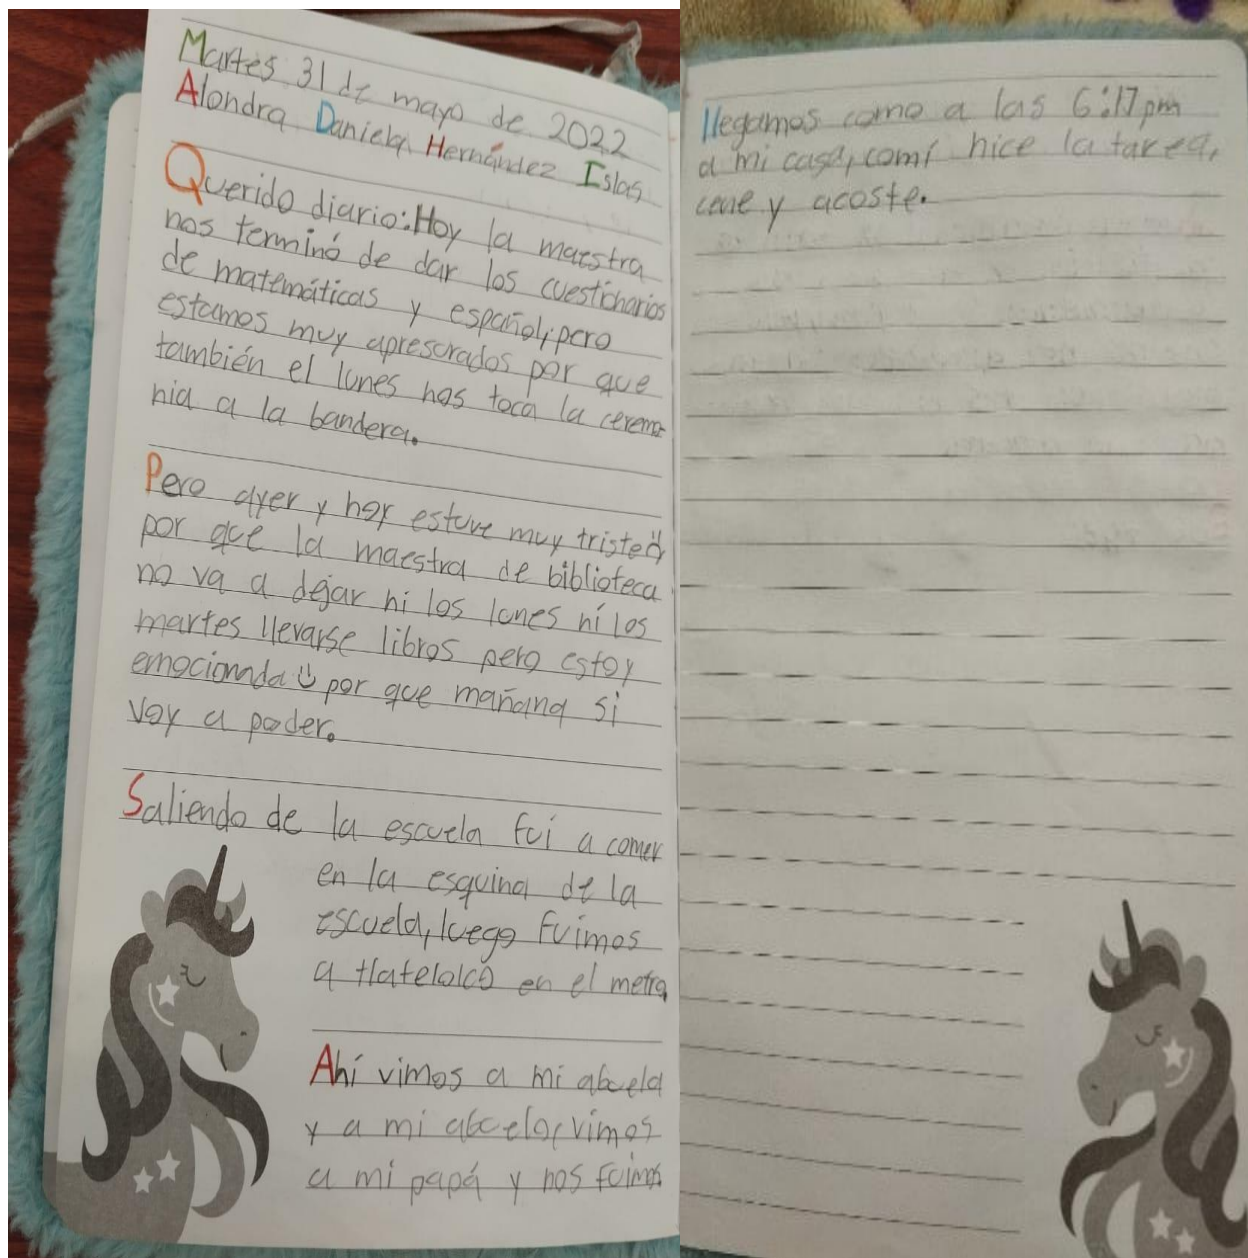 Martes 31 de mayo de 2022
Alondra Daniela Hernández Islas
Querido diario: Hoy la maestra
nos terminó de dar los cuestionarios
de matemáticas y español, pero
estamos muy apresurados por que
también el lunes nos toca la ceremo
nia a la bandera.
Pero ayer y hoy estuve muy triste
por que la maestra de biblioteca
no va a dejar ni los lunes ní los
martes llevarse libros pero estoy
emocionada por que mañana si
voy a poder.
Saliendo de la escuela fui a comer
en la esquina de la
escuela, luego fuimos
a tlatelolco en el metro,
Ahí vimos a mi abuela
y a mi abuelo, vimos
a mi papá y nos fuimos
llegamos como a las 6:17 pm
a mi casa, comí hice la tarea,
cene y acoste.